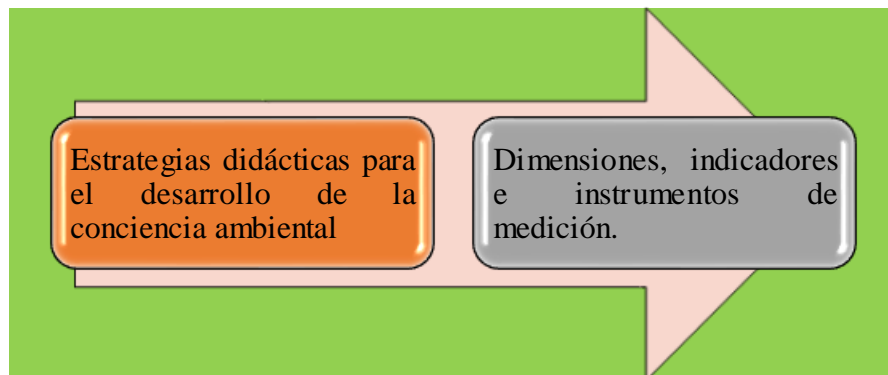 Estrategias didácticas para
el desarrollo de la
conciencia ambiental
Dimensiones, indicadores
e instrumentos de
medición.